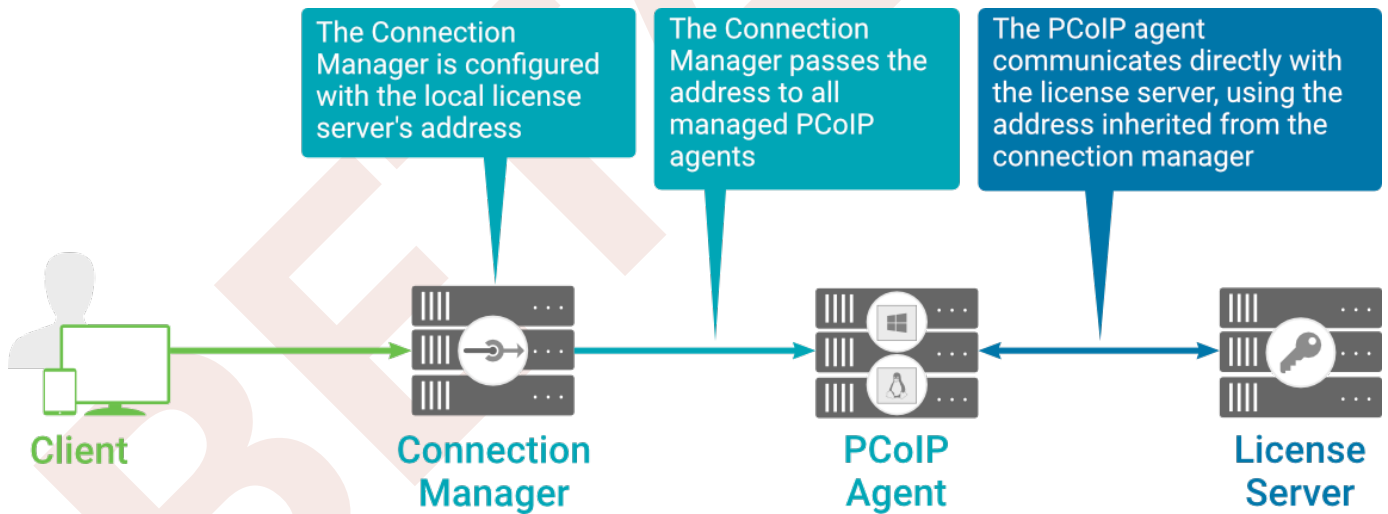 The Connection
Manager is configured
with the local license
server's address
The Connection
Manager passes the
address to all
managed PCoIP
agents
The PCoIP agent
communicates directly with
the license server, using the
address inherited from the
connection manager
Client
Connection
Manager
PCoIP
Agent
License
Server
BETA